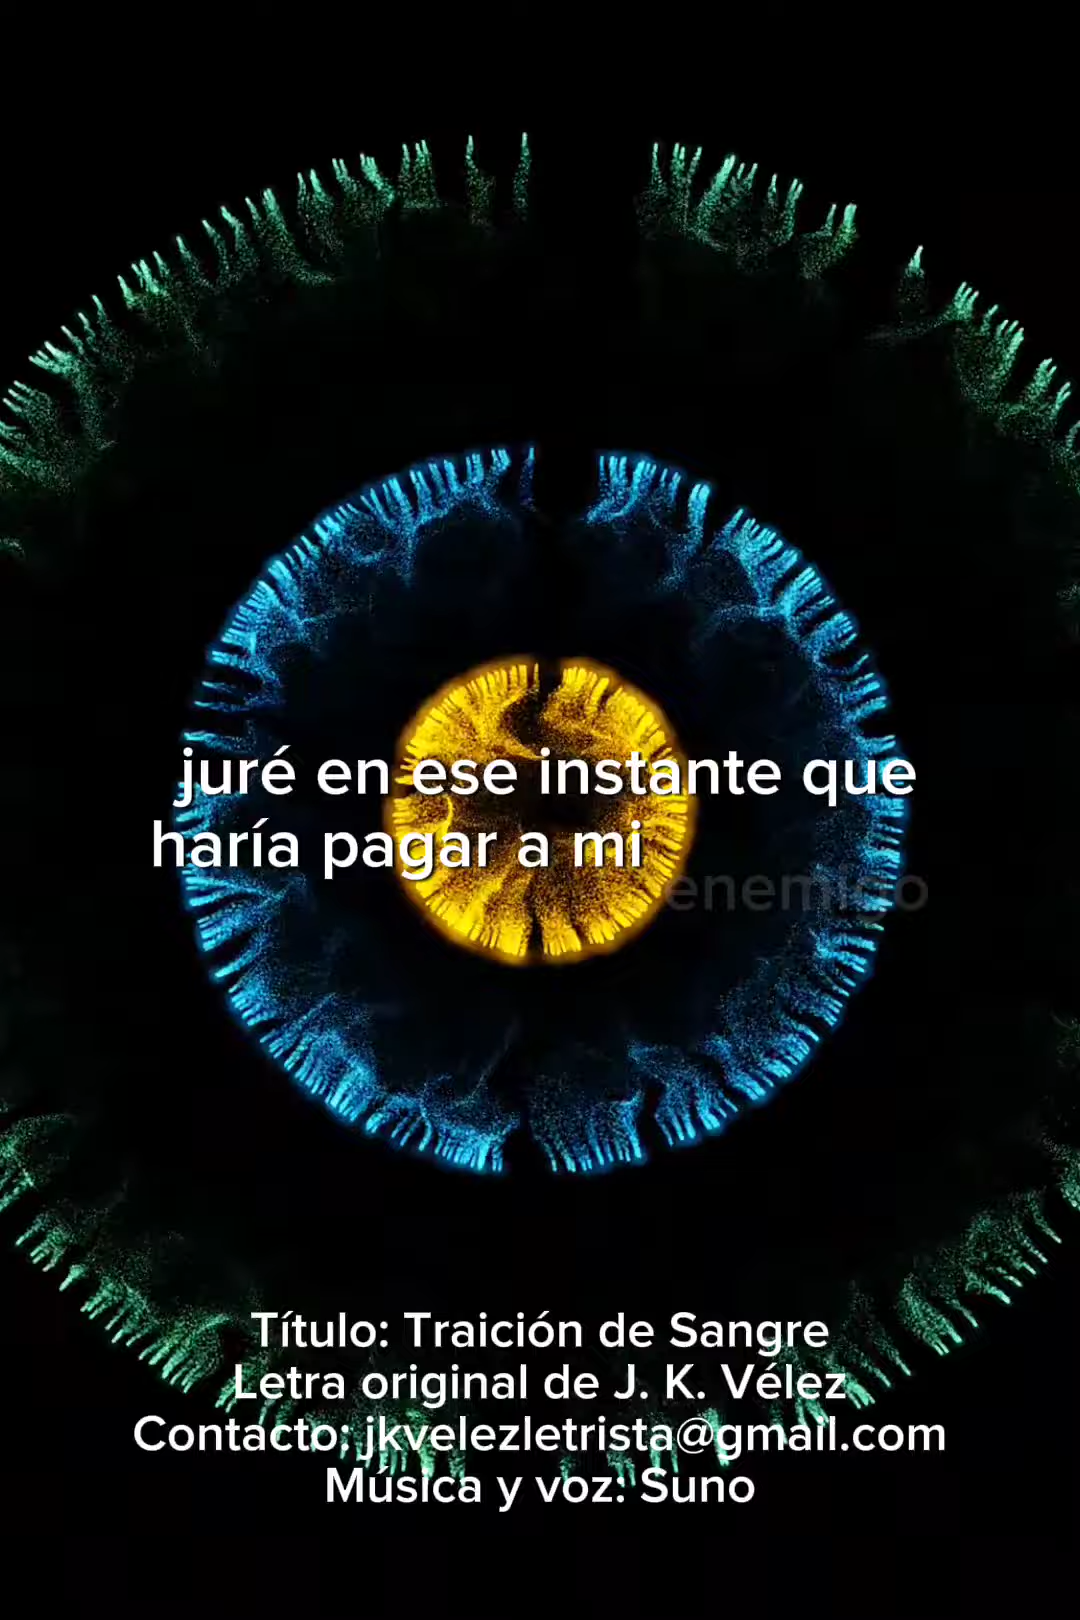 juré en ese instante que
haría pagar a mi enemigo
Título: Traición de Sangre
Letra original de J. K. Vélez
Contacto: jkvelezletrista@gmail.com
Música y voz: Suno